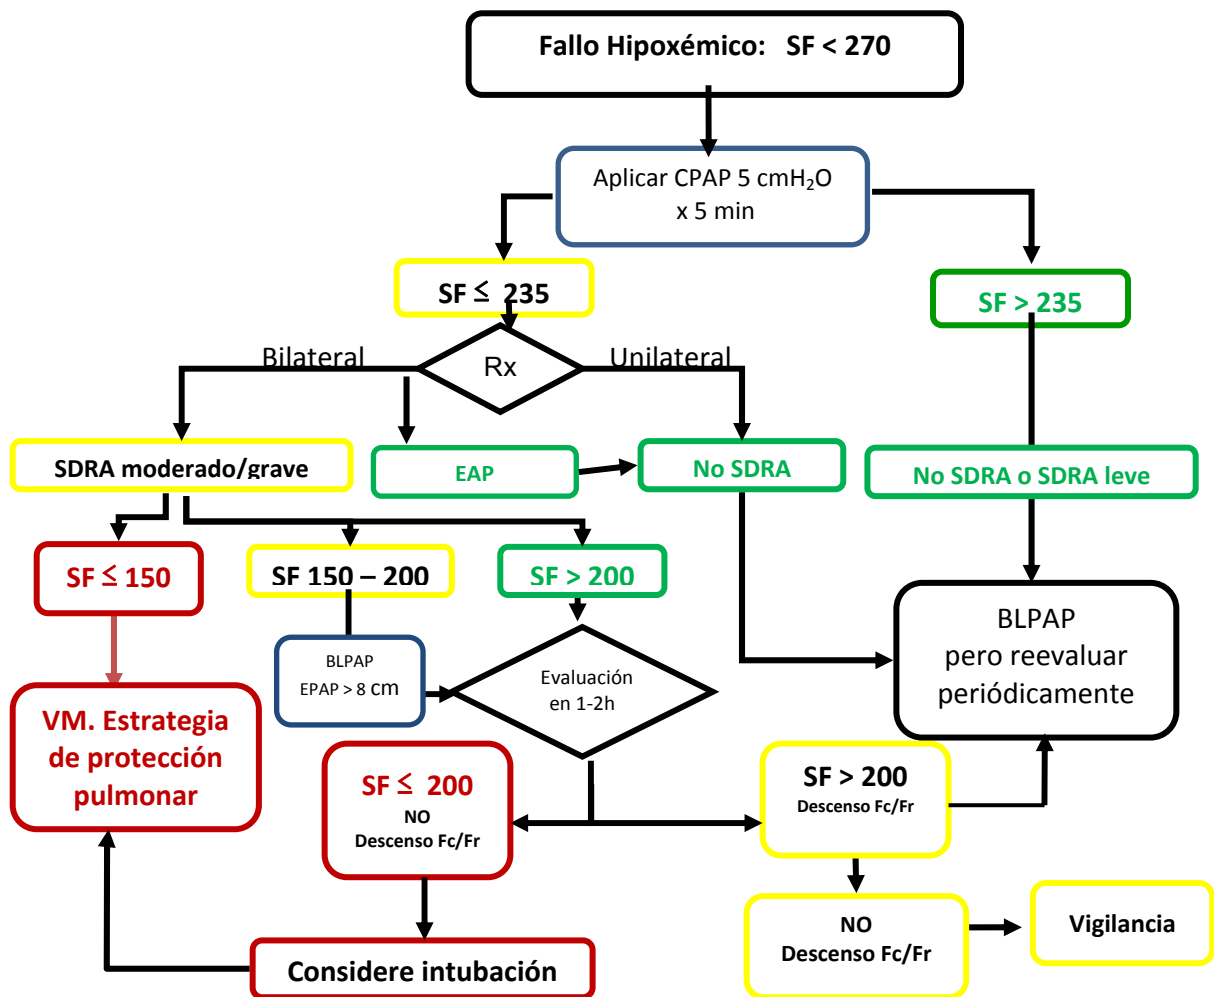 Fallo Hipoxémico: SF < 270
Aplicar CPAP 5 cmH₂O
x 5 min
SF ≤ 235
SF > 235
Bilateral
Rx
Unilateral
SDRA moderado/grave
EAP
No SDRA
No SDRA o SDRA leve
SF ≤ 150
SF 150 – 200
SF > 200
BLPAP
EPAP > 8 cm
Evaluación
en 1-2h
BLPAP
pero reevaluar
periódicamente
VM. Estrategia
de protección
pulmonar
SF ≤ 200
NO
Descenso Fc/Fr
SF > 200
Descenso Fc/Fr
NO
Descenso Fc/Fr
Vigilancia
Considere intubación